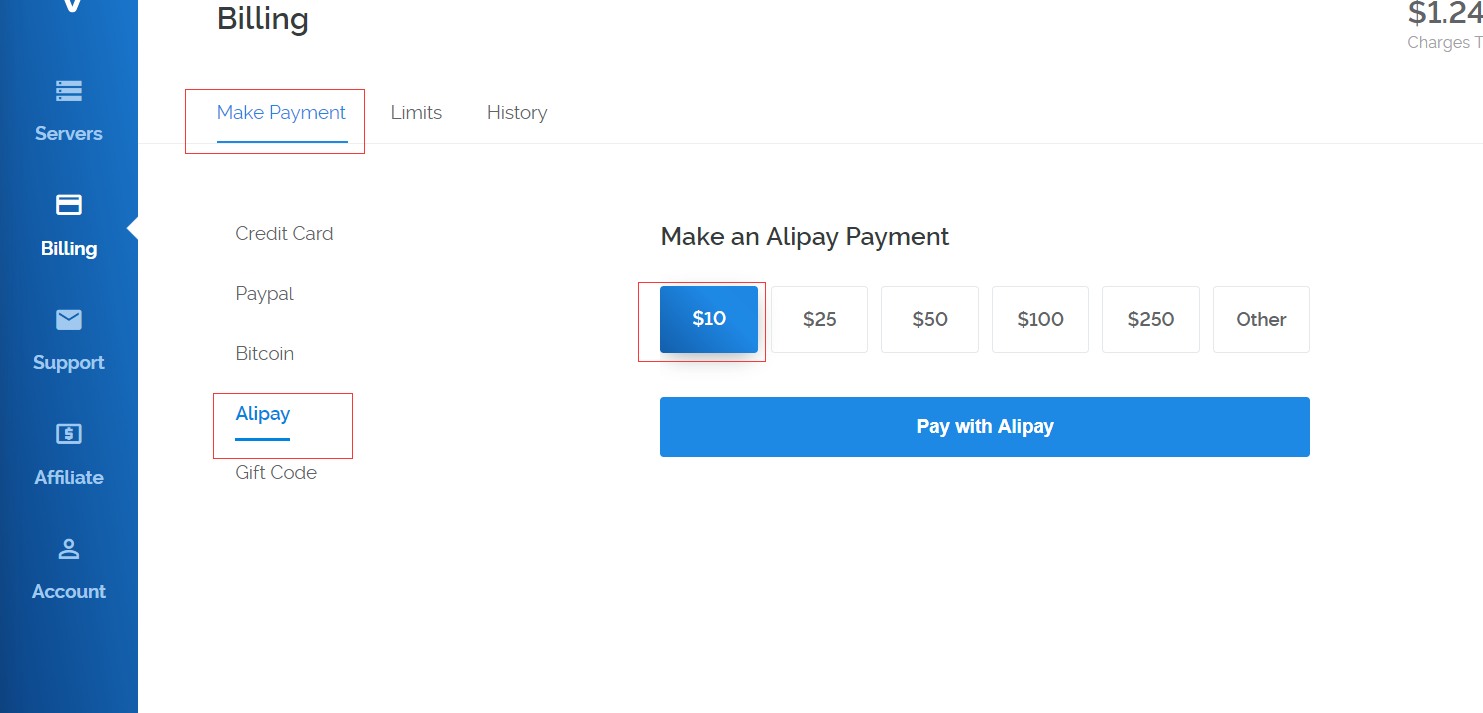 Billing
$1.24
Charges T
Servers
Billing
Support
Affiliate
Account
Make Payment
Limits
History
Credit Card
Paypal
Bitcoin
Alipay
Gift Code
Make an Alipay Payment
$10
$25
$50
$100
$250
Other
Pay with Alipay